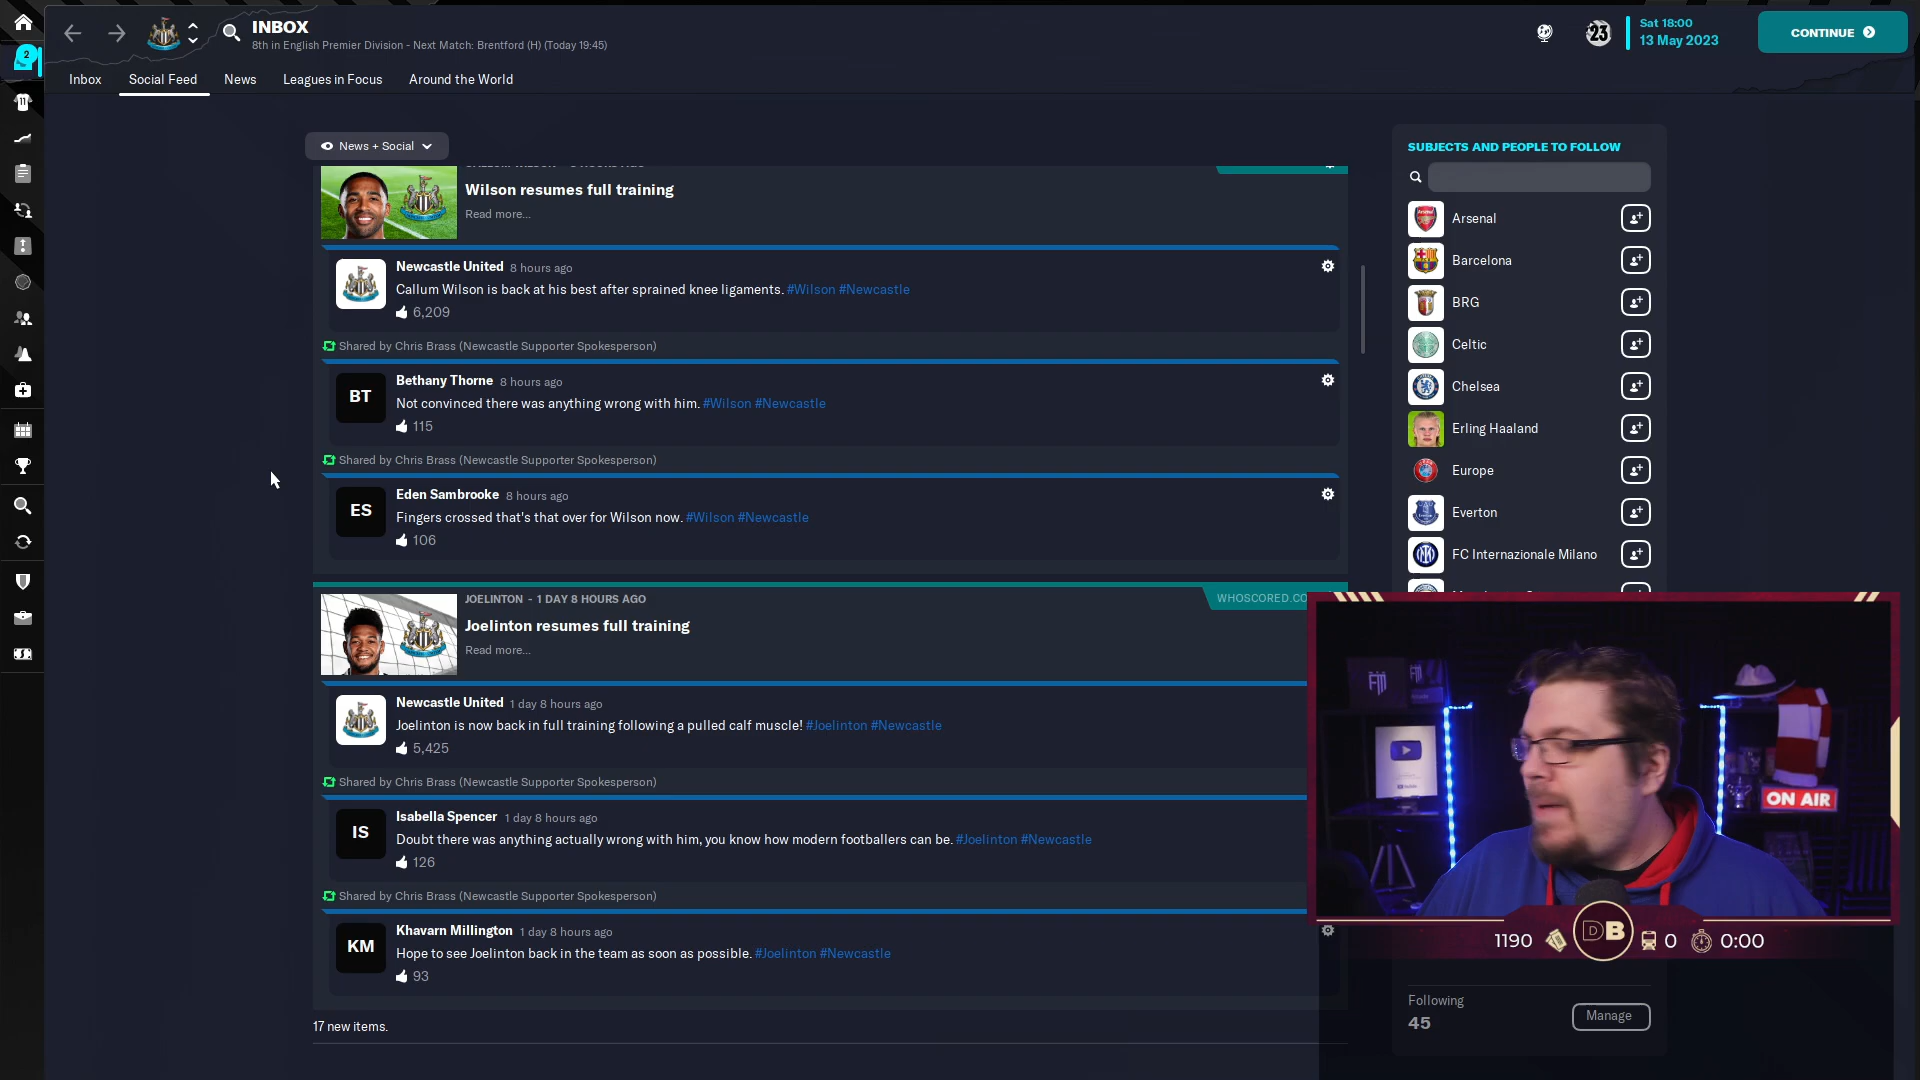 2
INBOX
8th in English Premier Division - Next Match: Brentford (H) (Today 19:45)
23
Sat 18:00
13 May 2023
CONTINUE
Inbox
Social Feed
News
Leagues in Focus
Around the World
News + Social
Wilson resumes full training
Read more...
Newcastle United 8 hours ago
Callum Wilson is back at his best after sprained knee ligaments. #Wilson #Newcastle
6,209
Shared by Chris Brass (Newcastle Supporter Spokesperson)
BT
Bethany Thorne 8 hours ago
Not convinced there was anything wrong with him. #Wilson #Newcastle
115
Shared by Chris Brass (Newcastle Supporter Spokesperson)
ES
Eden Sambrooke 8 hours ago
Fingers crossed that's that over for Wilson now. #Wilson #Newcastle
106
JOELINTON - 1 DAY 8 HOURS AGO
WHOSCORED.CO
Joelinton resumes full training
Read more...
Newcastle United 1 day 8 hours ago
Joelinton is now back in full training following a pulled calf muscle! #Joelinton #Newcastle
5,425
Shared by Chris Brass (Newcastle Supporter Spokesperson)
IS
Isabella Spencer 1 day 8 hours ago
Doubt there was anything actually wrong with him, you know how modern footballers can be. #Joelinton #Newcastle
126
Shared by Chris Brass (Newcastle Supporter Spokesperson)
KM
Khavarn Millington 1 day 8 hours ago
Hope to see Joelinton back in the team as soon as possible. #Joelinton #Newcastle
93
17 new items.
SUBJECTS AND PEOPLE TO FOLLOW
Arsenal
Barcelona
BRG
Celtic
Chelsea
Erling Haaland
Europe
Everton
FC Internazionale Milano
FM
ON AIR
1190
DB
0
0:00
Following
45
Manage